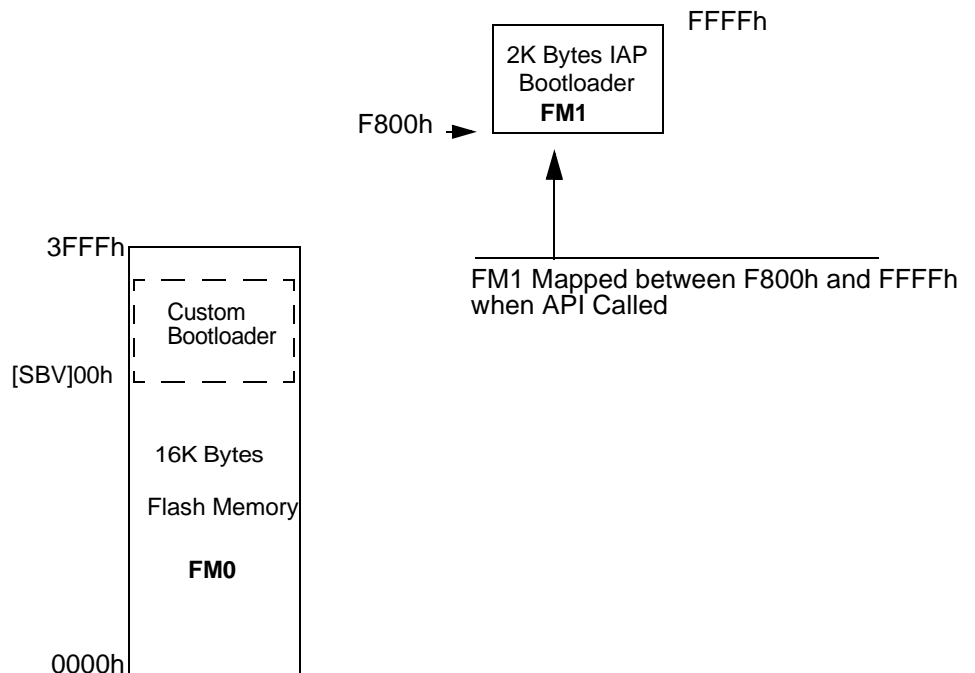 FFFFh
2K Bytes IAP
Bootloader
FM1
F800h
3FFFh
FM1 Mapped between F800h and FFFFh
when API Called
Custom
Bootloader
[SBV]00h
16K Bytes
Flash Memory
FM0
0000h